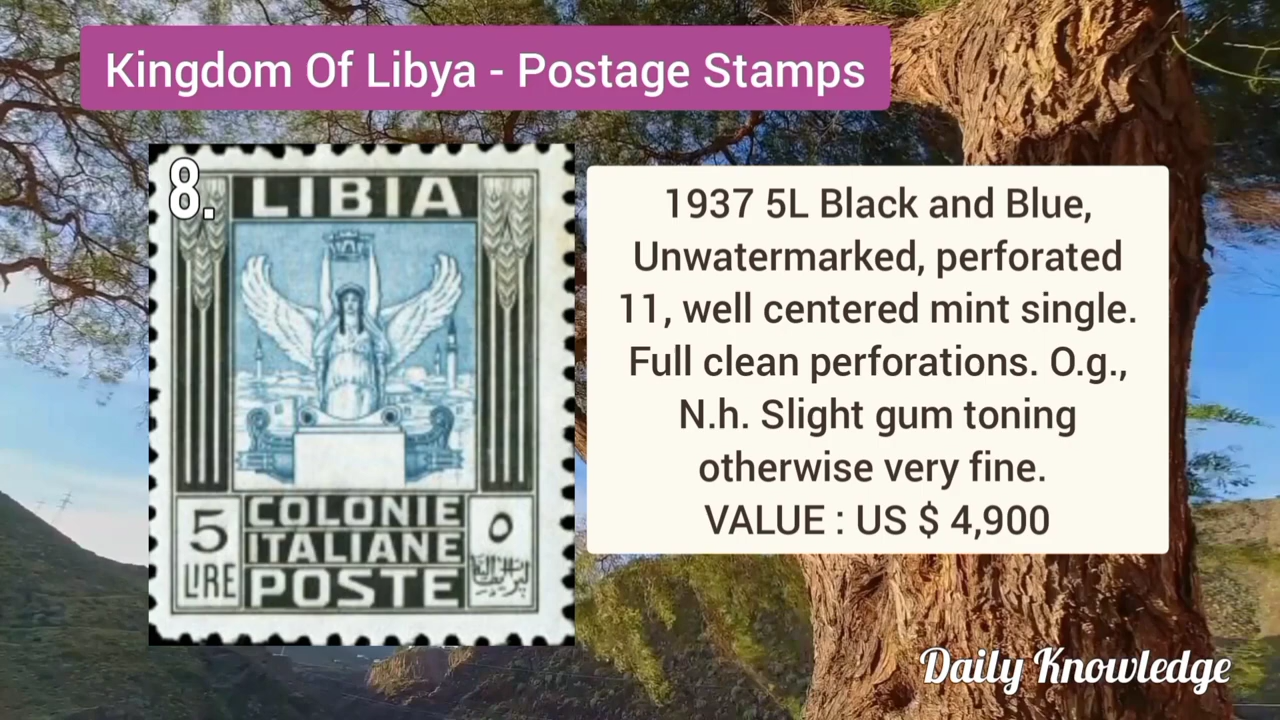 Kingdom Of Libya - Postage Stamps
8.
LIBIA
5
LIRE
COLONIE
ITALIANE
POSTE
٥
1937 5L Black and Blue,
Unwatermarked, perforated
11, well centered mint single.
Full clean perforations. O.g.,
N.h. Slight gum toning
otherwise very fine.
VALUE : US $ 4,900
Daily Knowledge